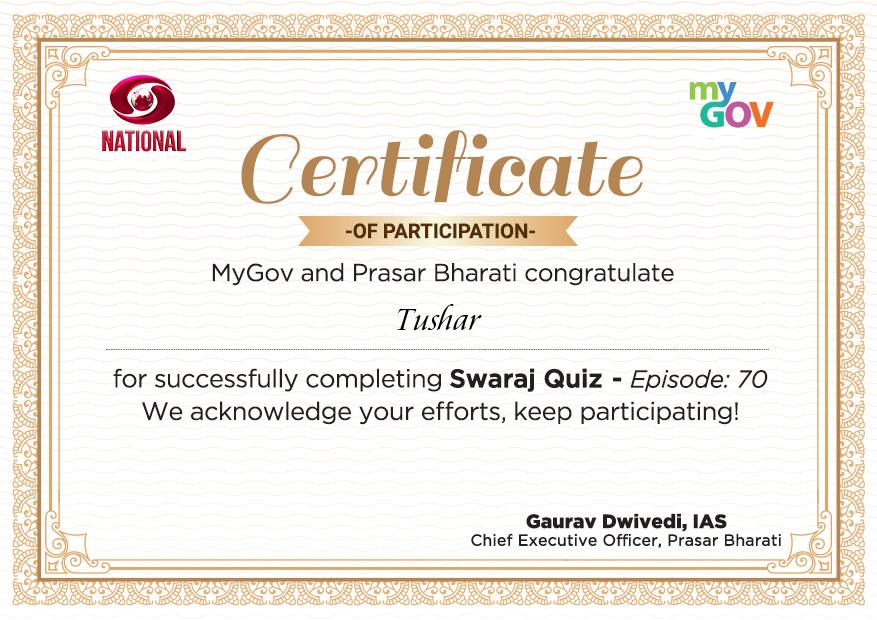 NATIONAL
my
GOV
Certificate
-OF PARTICIPATION-
MyGov and Prasar Bharati congratulate
Tushar
for successfully completing Swaraj Quiz - Episode: 70
We acknowledge your efforts, keep participating!
Gaurav Dwivedi, IAS
Chief Executive Officer, Prasar Bharati